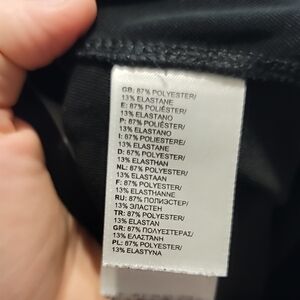 GB: 87% POLYESTER/
13% ELASTANE
E: 87% POLIÉSTER/
13% ELASTANO
P: 87% POLIÉSTER/
13% ELASTANO
I: 87% POLIESTERE/
13% ELASTAN
D: 87% POLYESTER/
13% ELASTHAN
NL: 87% POLYESTER/
13% ELASTAAN
F: 87% POLYESTER/
13% ELASTHANNE
RU: 87% ПОЛИЭСТЕР/
13% ЭЛАСТЕН
TR: 87% POLYESTER/
13% ELASTAN
GR: 87% ΠΟΛΥΕΣΤΕΡΑΣ/
13% ΕΛΑΣΤΑΝΗ
PL: 87% POLYESTER/
13% ELASTYNA